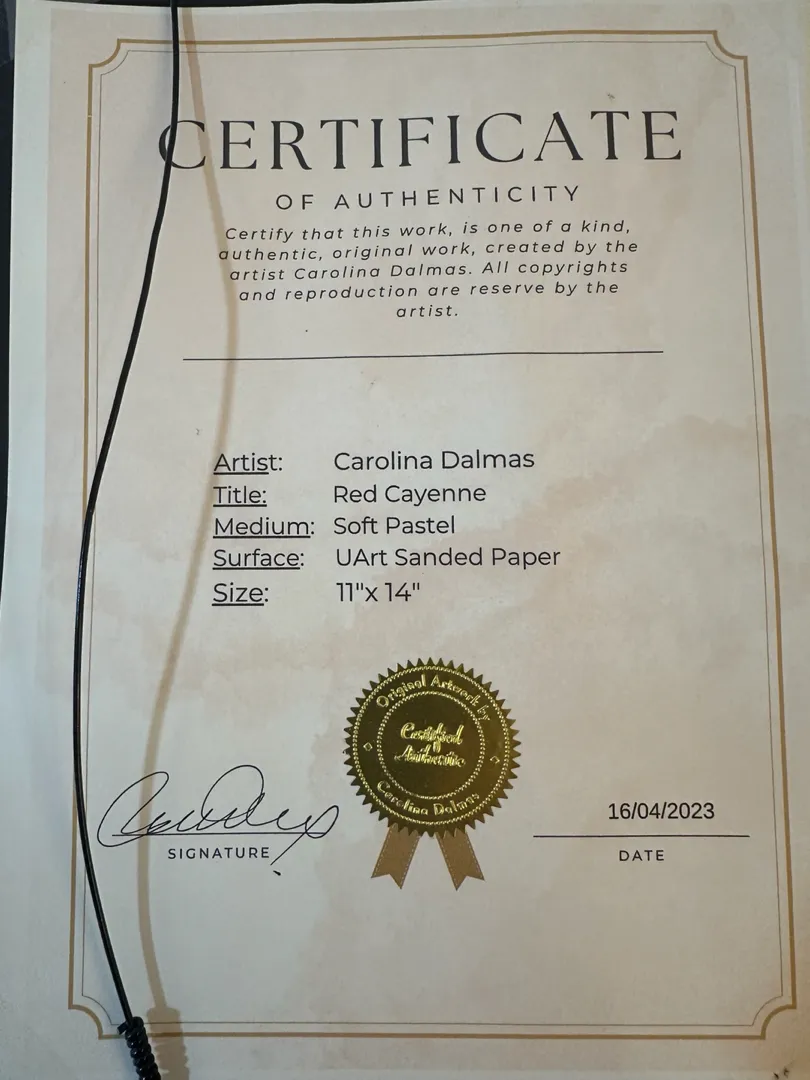 CERTIFICATE
OF AUTHENTICITY
Certify that this work, is one of a kind,
authentic, original work, created by the
artist Carolina Dalmas. All copyrights
and reproduction are reserve by the
artist.
Artist: Carolina Dalmas
Title: Red Cayenne
Medium: Soft Pastel
Surface: UArt Sanded Paper
Size: 11"x 14"
Original Artwork by
Certified
Authentic
Carolina Dalmas
16/04/2023
SIGNATURE
DATE